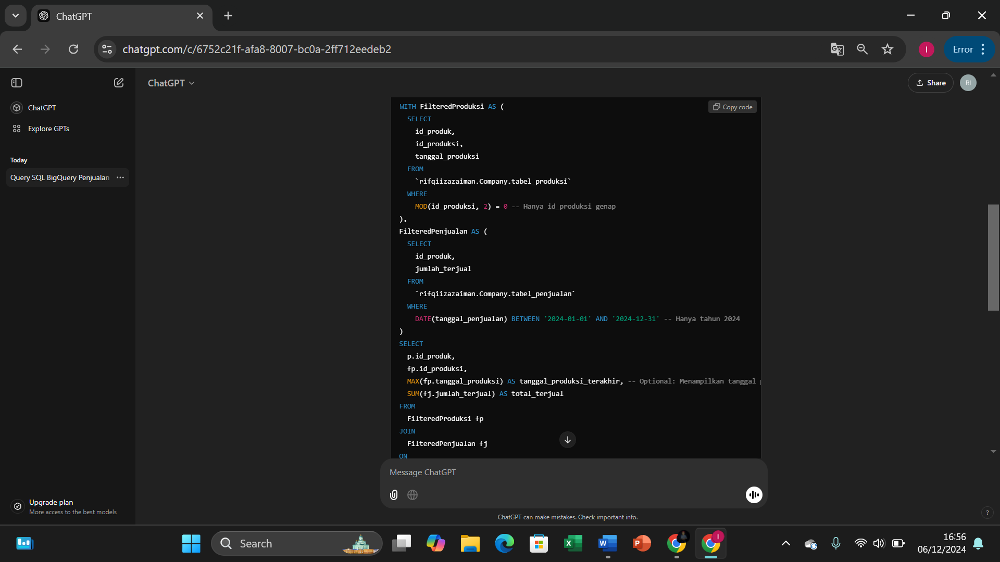 ChatGPT
chatgpt.com/c/6752c21f-afa8-8007-bc0a-2ff712eedeb2
I
Error
ChatGPT
Share
RI
ChatGPT
Explore GPTs
Today
Query SQL BigQuery Penjualan
WITH FilteredProduksi AS (
Copy code
SELECT
id_produk,
id_produksi,
tanggal_produksi
FROM
`rifqiizazaiman.Company.tabel_produksi`
WHERE
MOD(id_produksi, 2) = 0 -- Hanya id_produksi genap
),
FilteredPenjualan AS (
SELECT
id_produk,
jumlah_terjual
FROM
`rifqiizazaiman.Company.tabel_penjualan`
WHERE
DATE(tanggal_penjualan) BETWEEN '2024-01-01' AND '2024-12-31' -- Hanya tahun 2024
)
SELECT
p.id_produk,
fp.id_produksi,
MAX(fp.tanggal_produksi) AS tanggal_produksi_terakhir, -- Optional: Menampilkan tanggal
SUM(fj.jumlah_terjual) AS total_terjual
FROM
FilteredProduksi fp
JOIN
FilteredPenjualan fj
ON
Message ChatGPT
Upgrade plan
More access to the best models
ChatGPT can make mistakes. Check important info.
?
Search
16:56
06/12/2024